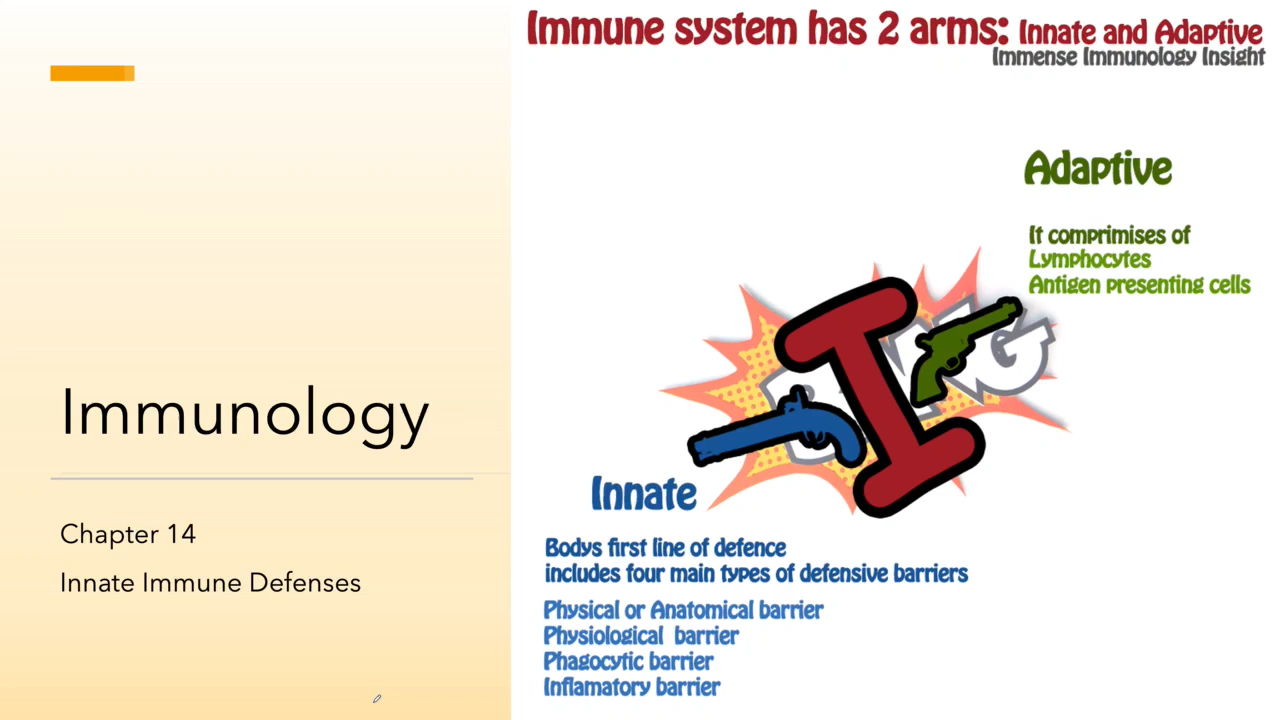 Immunology
Chapter 14
Innate Immune Defenses
Immune system has 2 arms: Innate and Adaptive
Immense Immunology Insight
Adaptive
It comprimises of
Lymphocytes
Antigen presenting cells
I
Innate
Bodys first line of defence
includes four main types of defensive barriers
Physical or Anatomical barrier
Physiological barrier
Phagocytic barrier
Inflamatory barrier